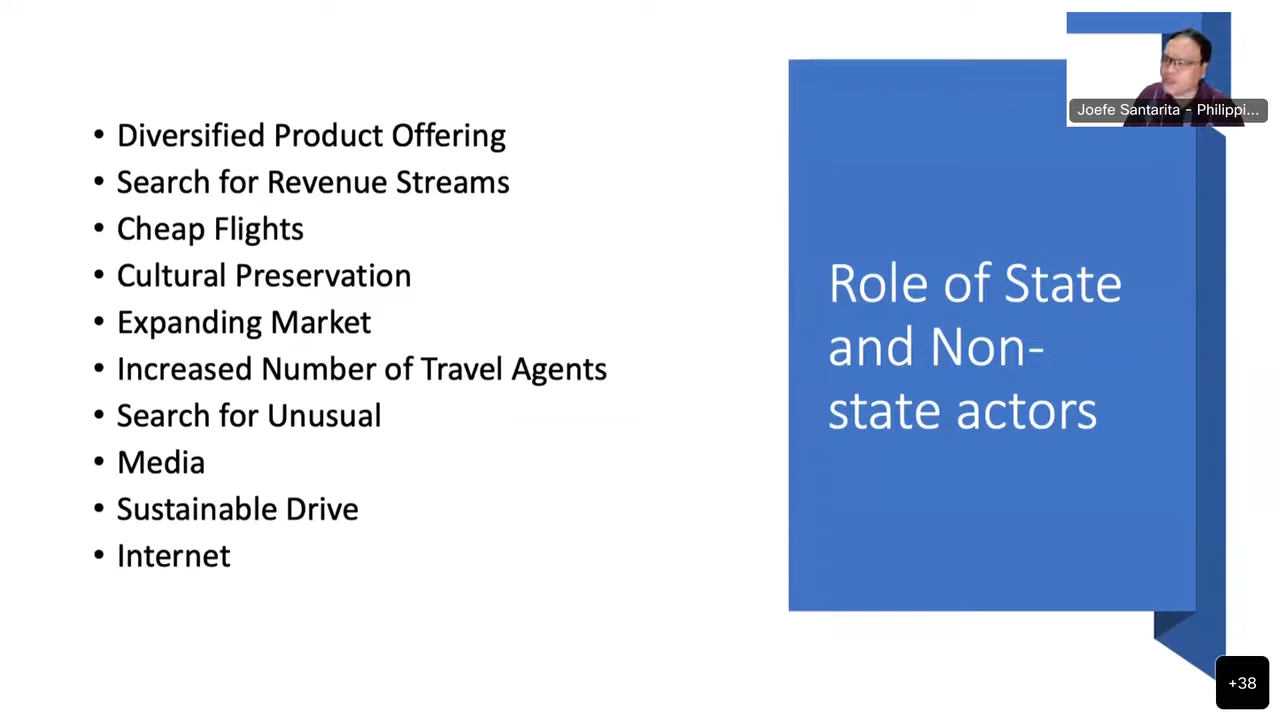 • Diversified Product Offering
• Search for Revenue Streams
• Cheap Flights
• Cultural Preservation
• Expanding Market
• Increased Number of Travel Agents
• Search for Unusual
• Media
• Sustainable Drive
• Internet
Role of State
and Non-
state actors
Joefe Santarita - Philippi...
+38